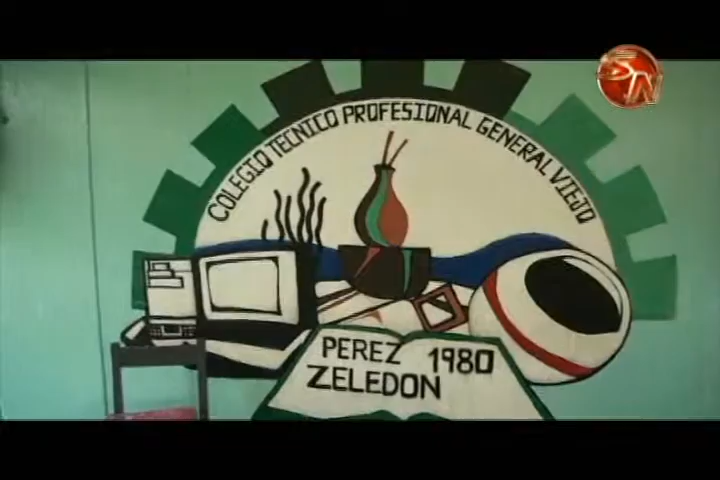 COLEGIO TECNICO PROFESIONAL GENERAL VIEJO
PEREZ 1980
ZELEDON